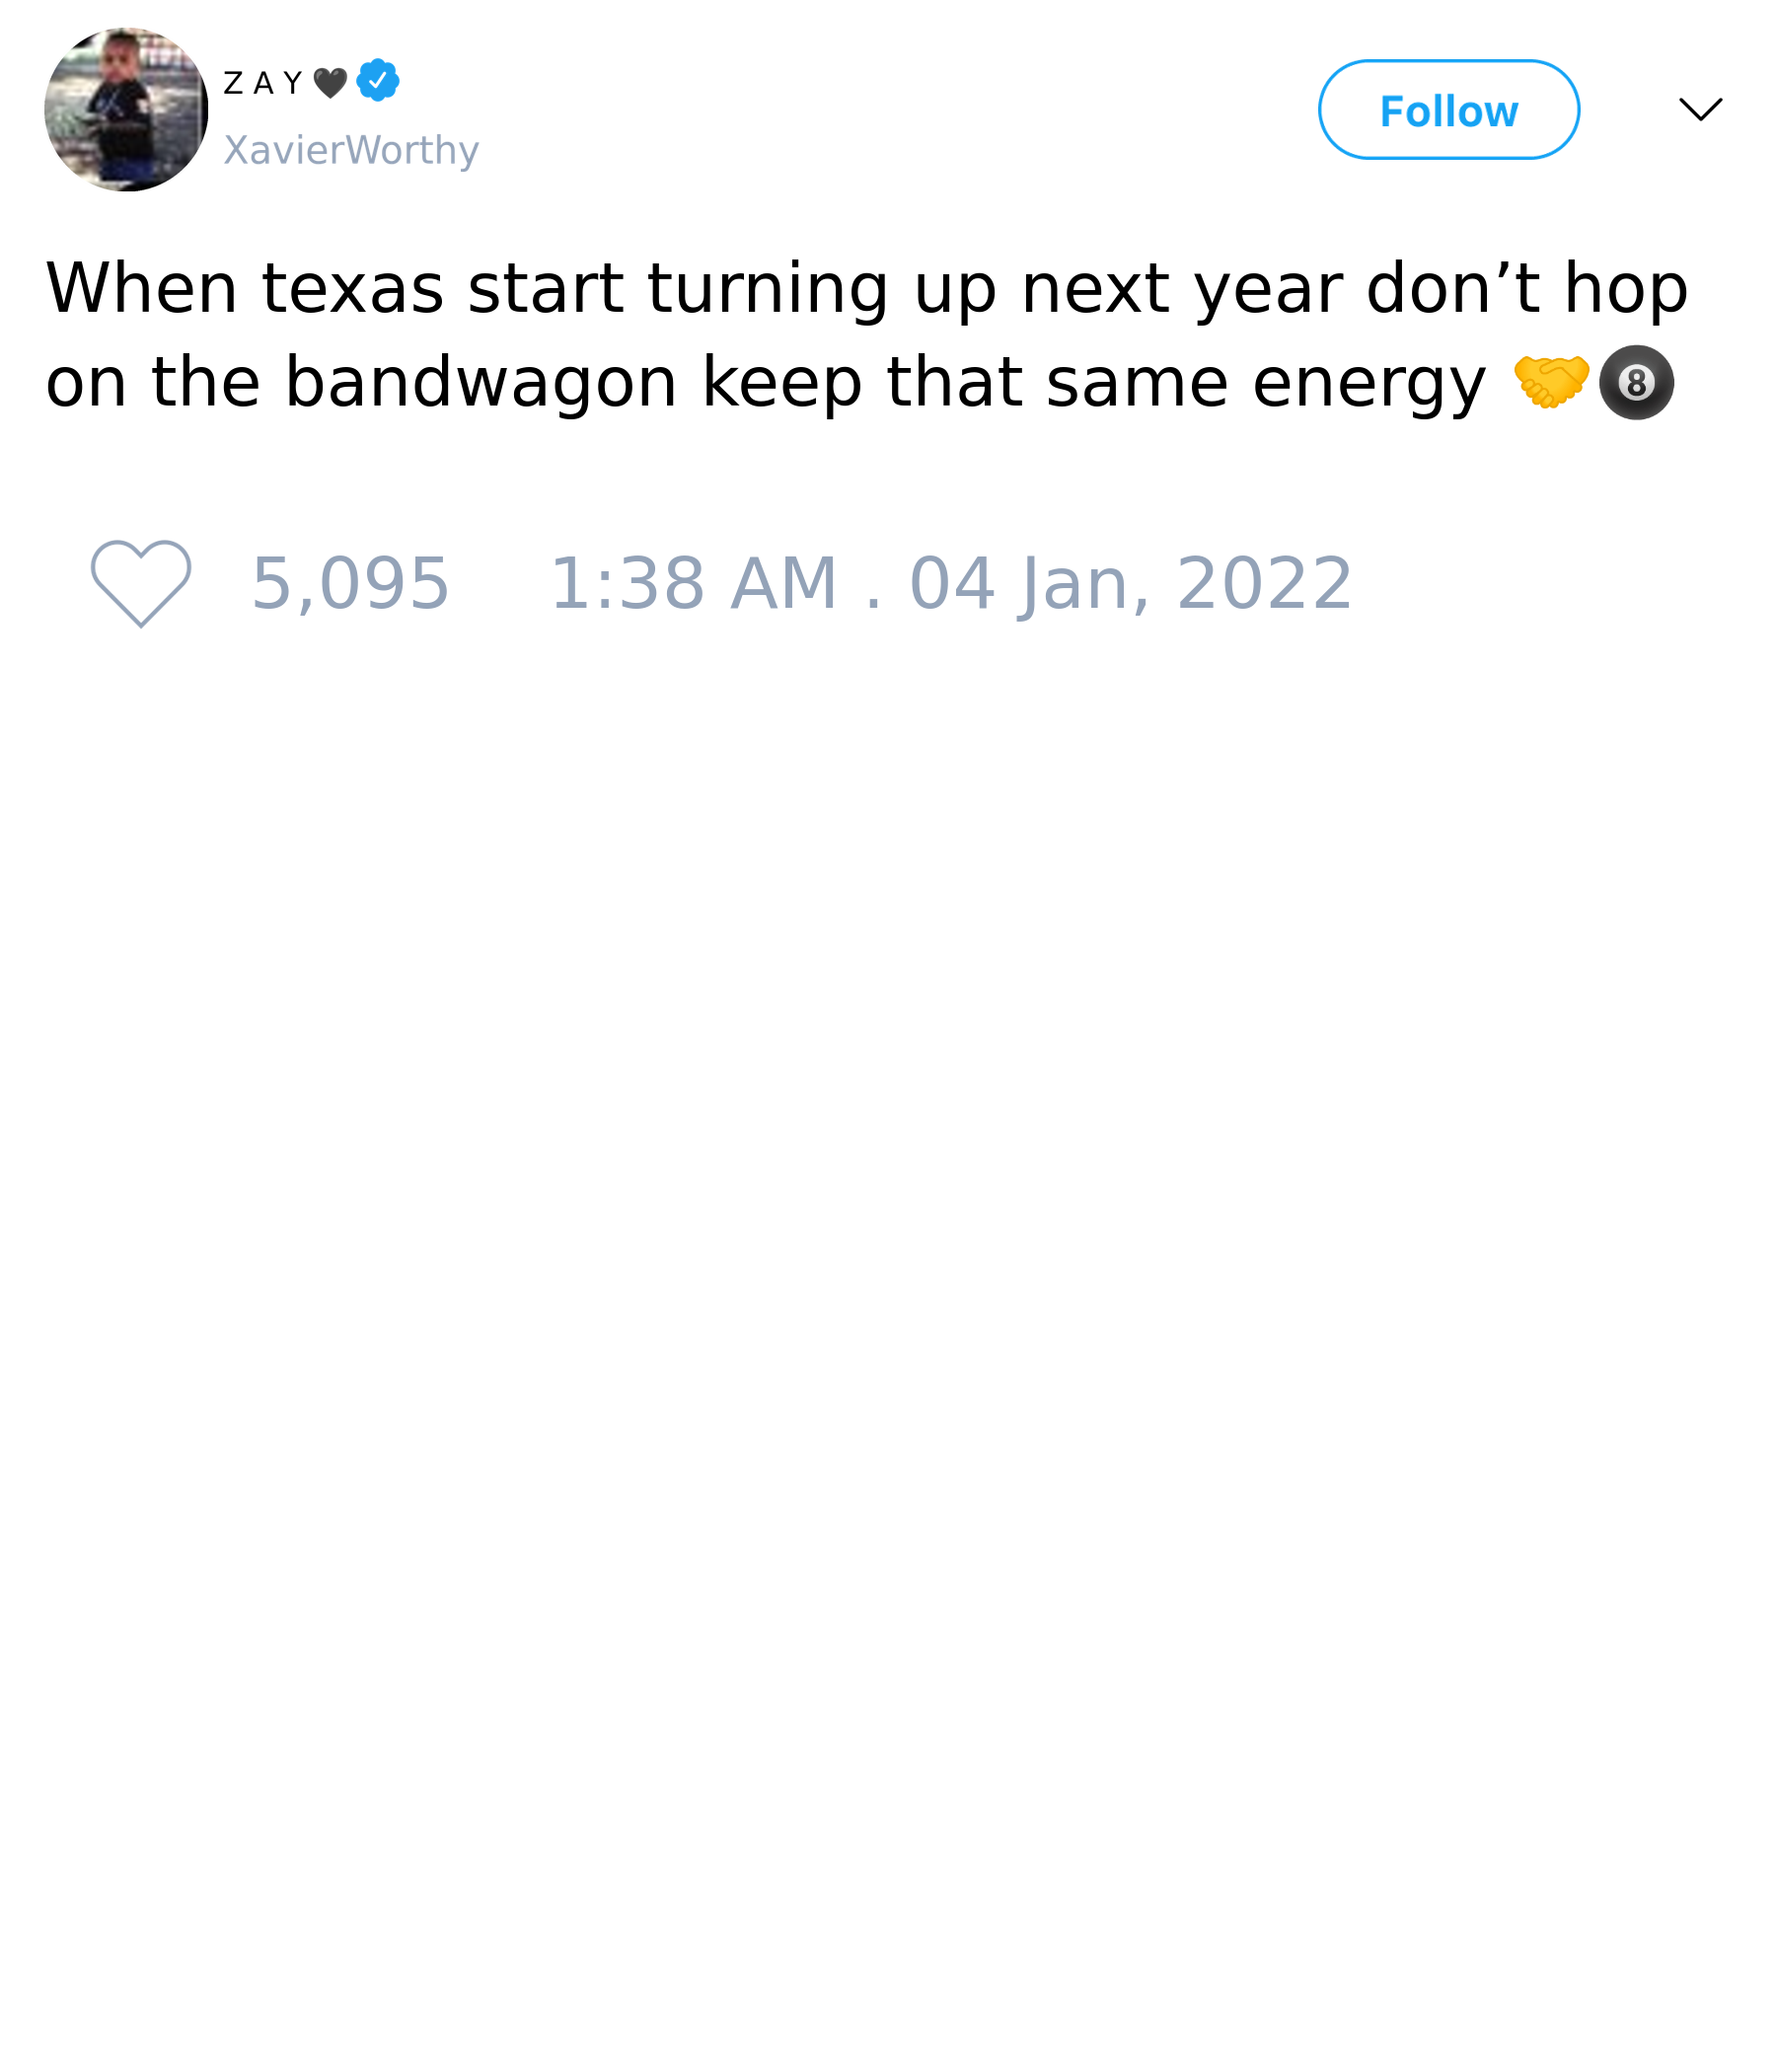 Z A Y🖤
XavierWorthy
Follow
When texas start turning up next year don’t hop
on the bandwagon keep that same energy 🤝🎱
5,095 1:38 AM . 04 Jan, 2022